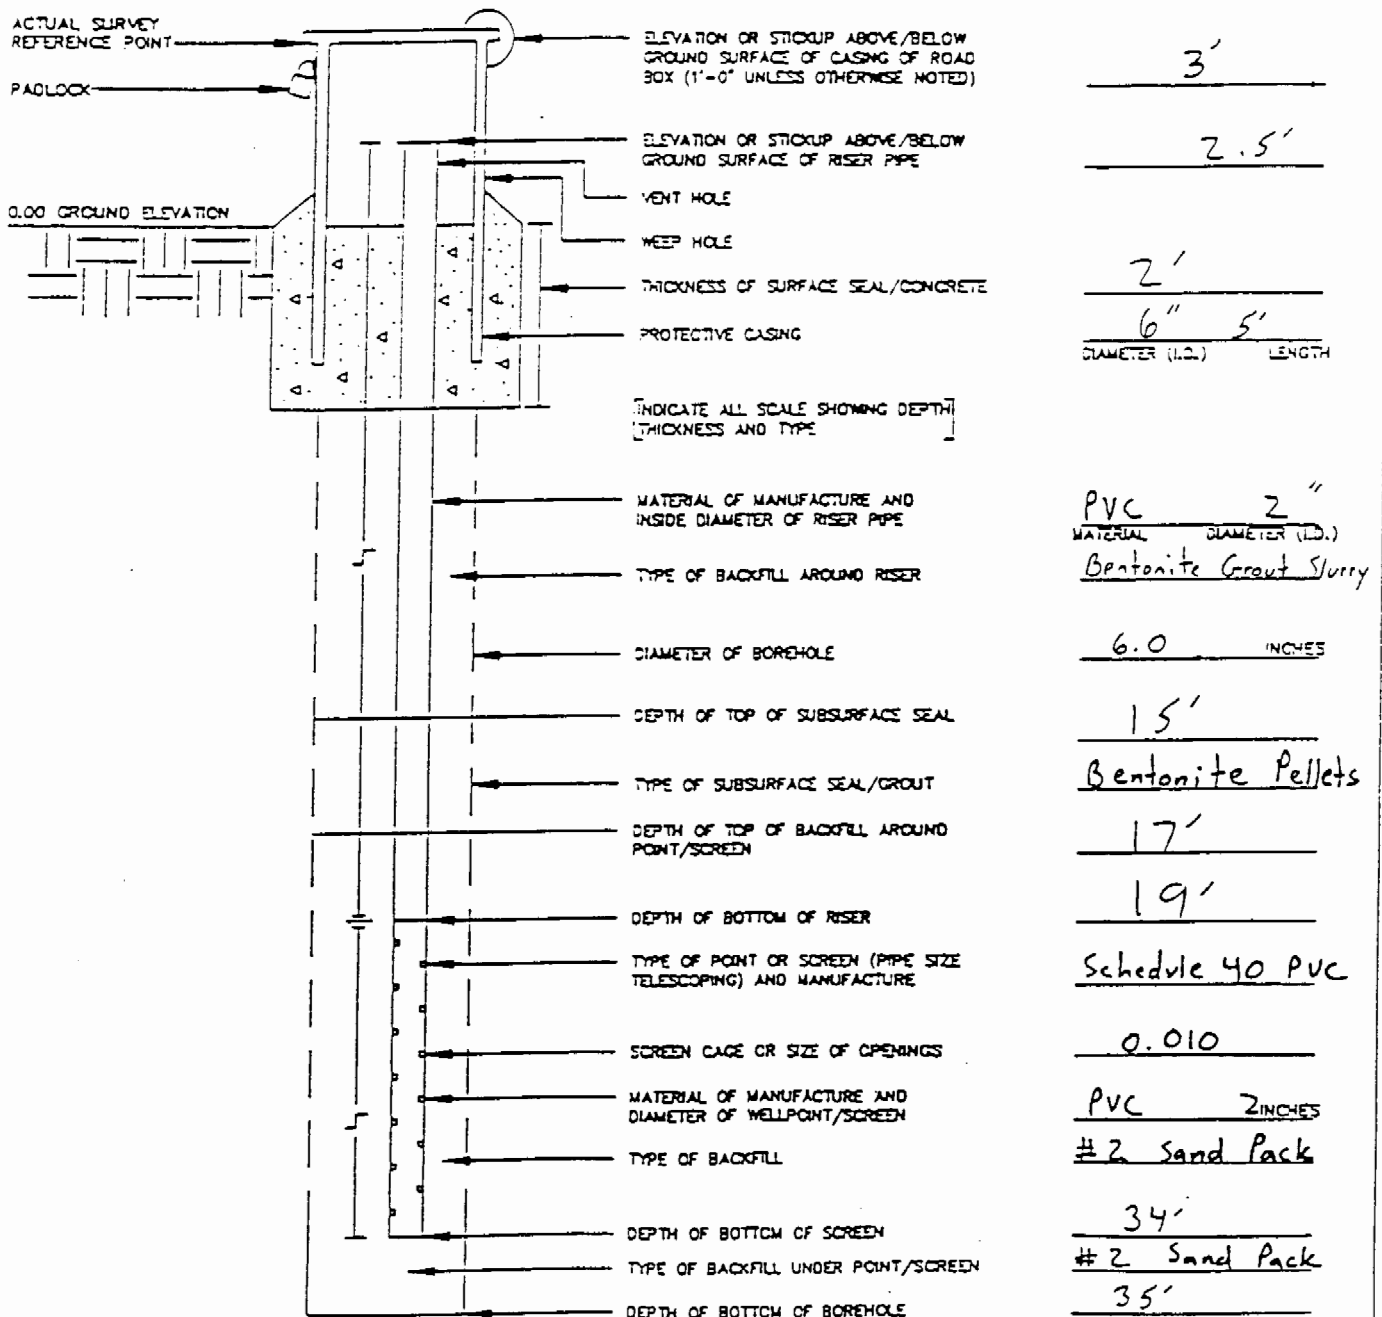 ACTUAL SURVEY
REFERENCE POINT
PADLOCK
0.00 GROUND ELEVATION
ELEVATION OR STICKUP ABOVE/BELOW
GROUND SURFACE OF CASING OF ROAD
BOX (1'-0" UNLESS OTHERWISE NOTED)
3'
ELEVATION OR STICKUP ABOVE/BELOW
GROUND SURFACE OF RISER PIPE
2.5'
VENT HOLE
WEEP HOLE
THICKNESS OF SURFACE SEAL/CONCRETE
2'
PROTECTIVE CASING
6" 5'
DIAMETER (I.D.) LENGTH
[INDICATE ALL SCALE SHOWING DEPTH
THICKNESS AND TYPE]
MATERIAL OF MANUFACTURE AND
INSIDE DIAMETER OF RISER PIPE
PVC 2"
MATERIAL DIAMETER (I.D.)
TYPE OF BACKFILL AROUND RISER
Bentonite Grout Slurry
DIAMETER OF BOREHOLE
6.0 INCHES
DEPTH OF TOP OF SUBSURFACE SEAL
15'
TYPE OF SUBSURFACE SEAL/GROUT
Bentonite Pellets
DEPTH OF TOP OF BACKFILL AROUND
POINT/SCREEN
17'
DEPTH OF BOTTOM OF RISER
19'
TYPE OF POINT OR SCREEN (PIPE SIZE
TELESCOPING) AND MANUFACTURE
Schedule 40 PVC
SCREEN GAGE OR SIZE OF OPENINGS
0.010
MATERIAL OF MANUFACTURE AND
DIAMETER OF WELLPOINT/SCREEN
PVC 2 INCHES
TYPE OF BACKFILL
#2 Sand Pack
DEPTH OF BOTTOM OF SCREEN
34'
TYPE OF BACKFILL UNDER POINT/SCREEN
#2 Sand Pack
DEPTH OF BOTTOM OF BOREHOLE
35'